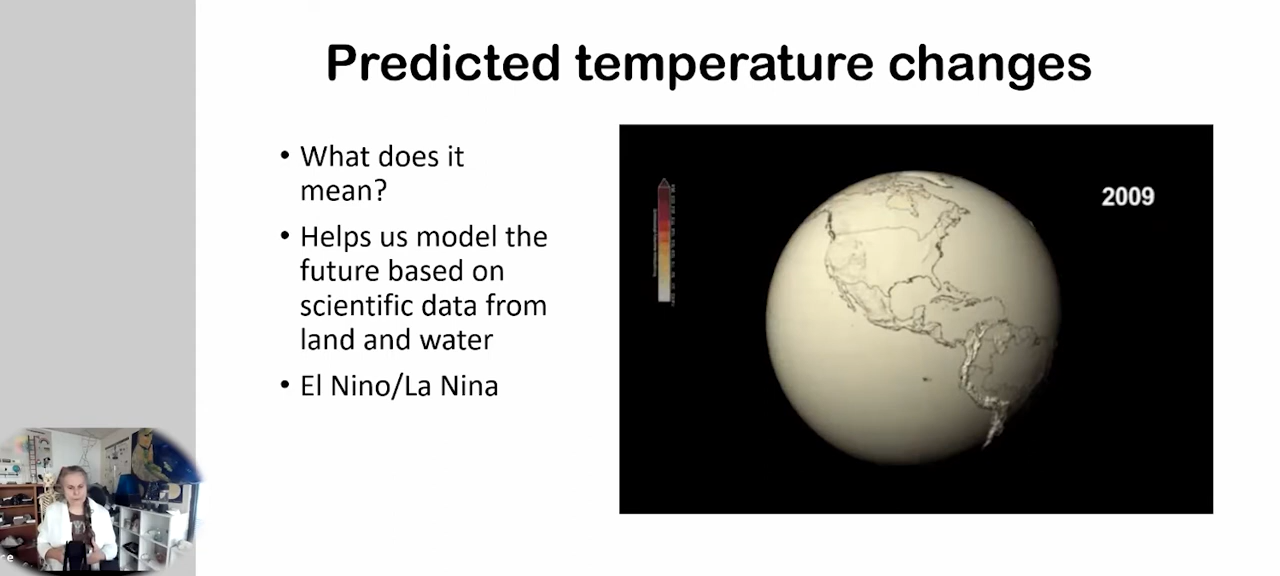 Predicted temperature changes
• What does it
mean?
• Helps us model the
future based on
scientific data from
land and water
• El Nino/La Nina
2009
ce